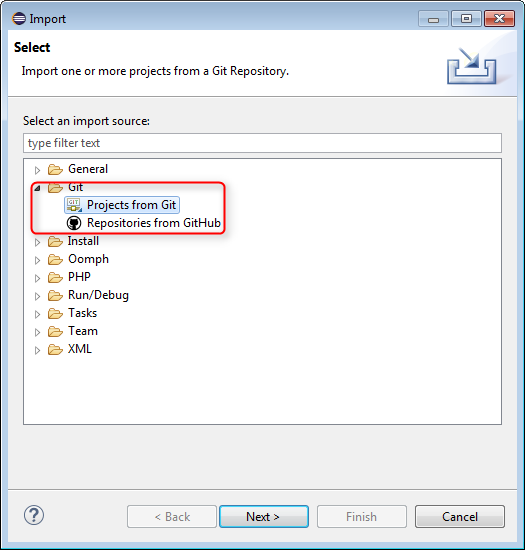 Import
Select
Import one or more projects from a Git Repository.
Select an import source:
type filter text
General
Git
GIT
Projects from Git
Repositories from GitHub
Install
Oomph
PHP
Run/Debug
Tasks
Team
XML
?
< Back
Next >
Finish
Cancel